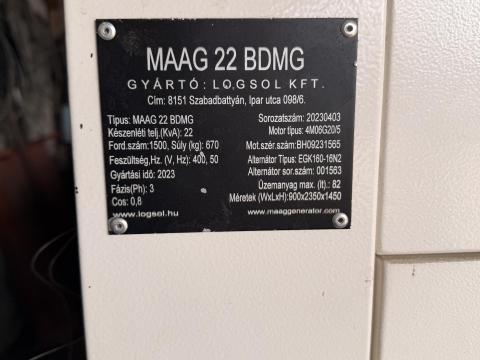 MAAG 22 BDMG
GYÁRTÓ: LOGSOL KFT.
Cím: 8151 Szabadbattyán, Ipar utca 098/6.
Típus: MAAG 22 BDMG
Készenléti telj.(KvA): 22
Ford.szám:1500, Súly (kg): 670
Feszültség,Hz. (V, Hz): 400, 50
Gyártási idő: 2023
Fázis(Ph): 3
Cos: 0,8
www.logsol.hu
Sorozatszám: 20230403
Motor típus: 4M06G20/5
Mot.szér.szám:BH09231565
Alternátor Típus: EGK160-16N2
Alternátor sor.szám: 001563
Üzemanyag max. (lt).: 82
Méretek (WxLxH):900x2350x1450
www.maaggenerator.com